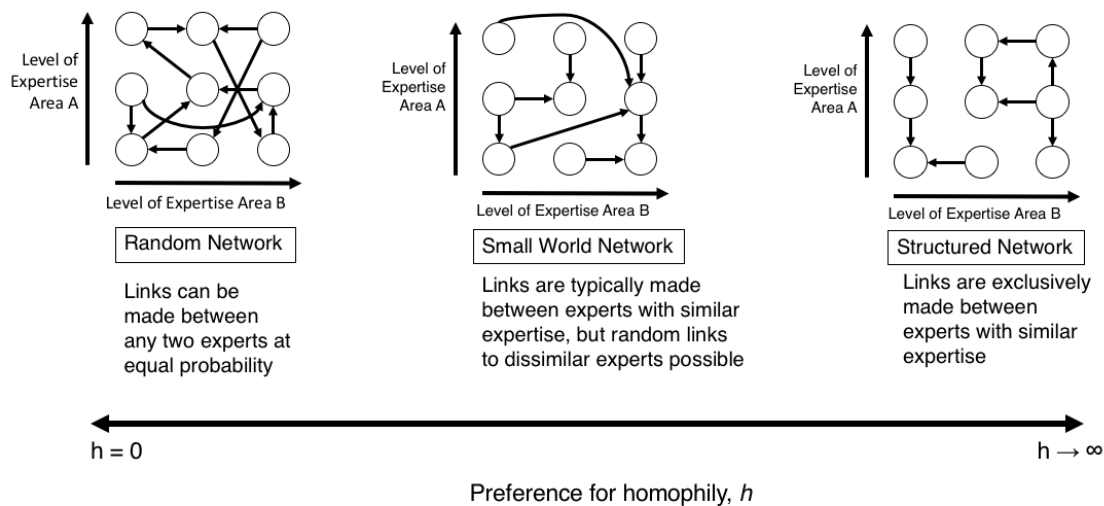 Level of
Expertise
Area A
Level of Expertise Area B
Random Network
Links can be
made between
any two experts at
equal probability
Level of
Expertise
Area A
Level of Expertise Area B
Small World Network
Links are typically made
between experts with similar
expertise, but random links
to dissimilar experts possible
Level of
Expertise
Area A
Level of Expertise Area B
Structured Network
Links are exclusively
made between
experts with similar
expertise
h = 0
h → ∞
Preference for homophily, h